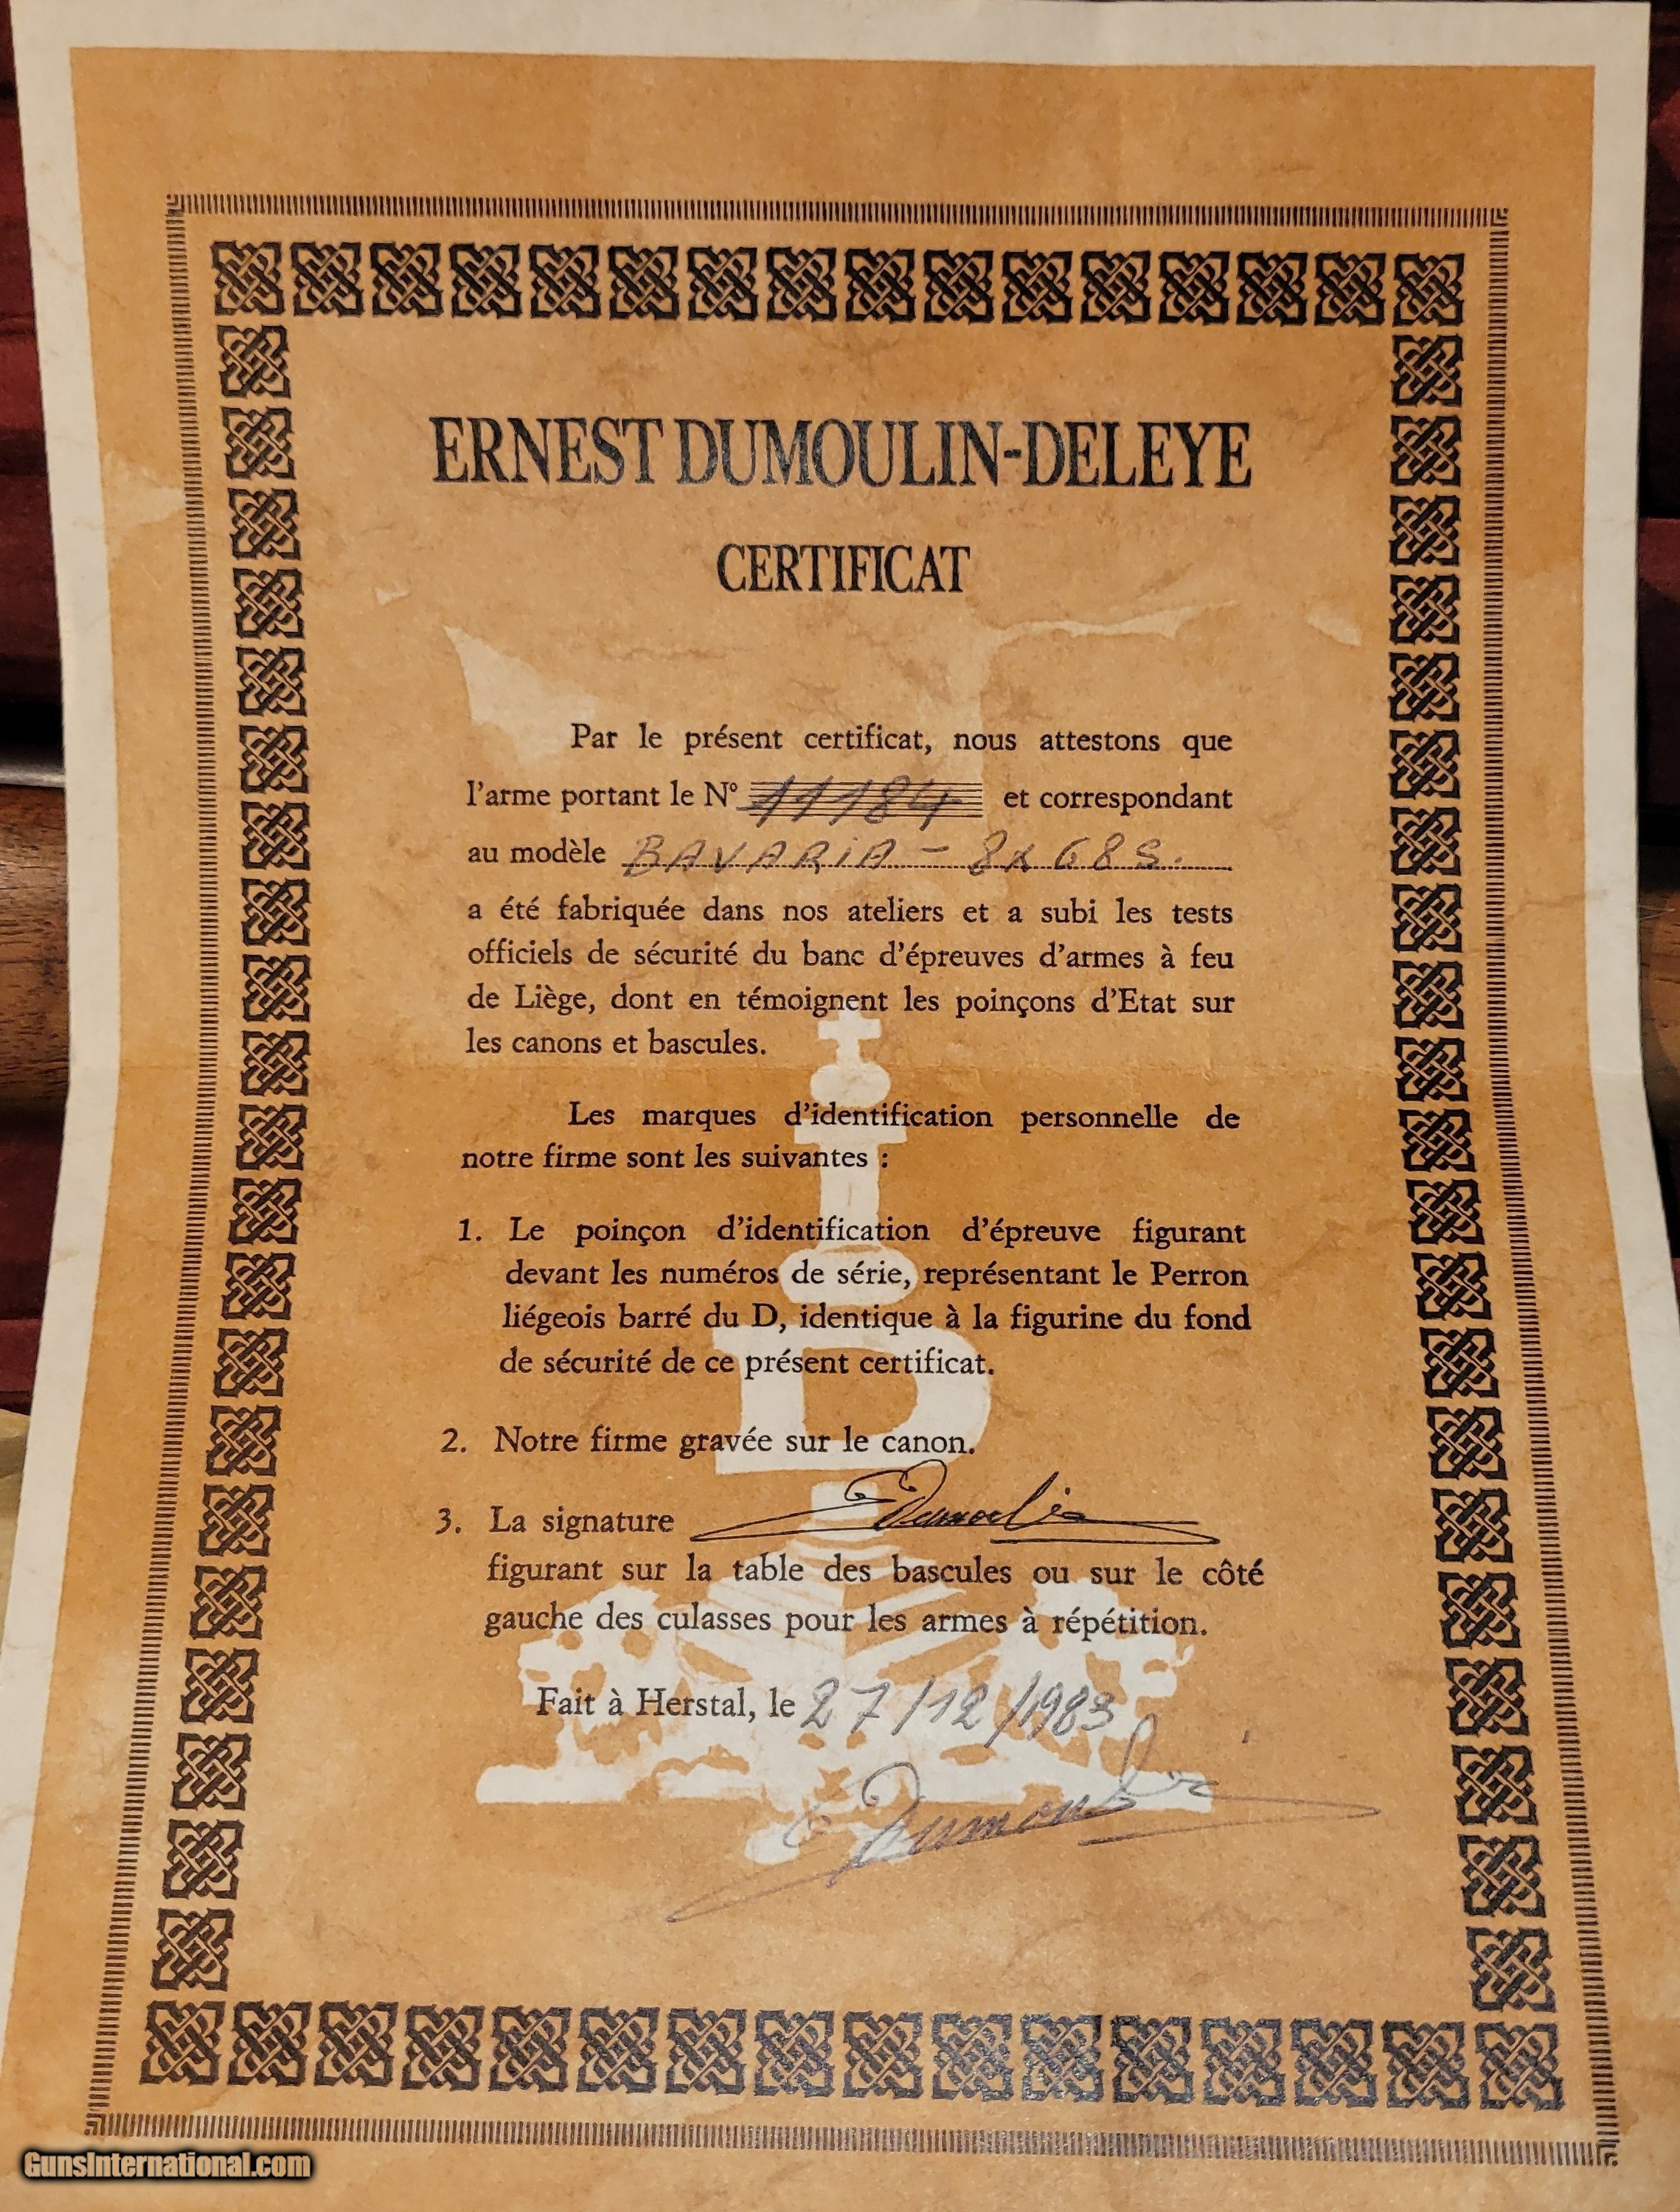 ERNEST DUMOULIN-DELEYE
CERTIFICAT
Par le présent certificat, nous attestons que
l'arme portant le N° 11184 et correspondant
au modèle BAVARiA - 8x68S.
a été fabriquée dans nos ateliers et a subi les tests
officiels de sécurité du banc d'épreuves d'armes à feu
de Liège, dont en témoignent les poinçons d'Etat sur
les canons et bascules.
Les marques d'identification personnelle de
notre firme sont les suivantes :
1. Le poinçon d'identification d'épreuve figurant
devant les numéros de série, représentant le Perron
liégeois barré du D, identique à la figurine du fond
de sécurité de ce présent certificat.
2. Notre firme gravée sur le canon.
3. La signature EDumoulin
figurant sur la table des bascules ou sur le côté
gauche des culasses pour les armes à répétition.
Fait à Herstal, le 27/12/1983
EDumoulin
D
GunsInternational.com